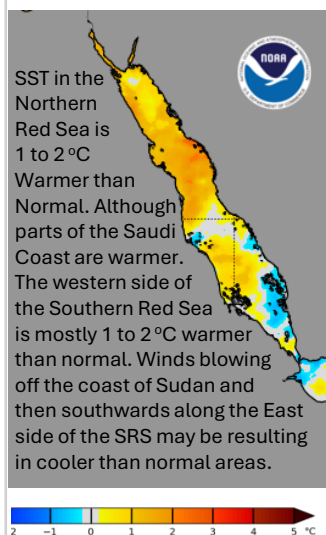 NOAA
SST in the
Northern
Red Sea is
1 to 2 °C
Warmer than
Normal. Although
parts of the Saudi
Coast are warmer.
The western side of
the Southern Red Sea
is mostly 1 to 2 °C warmer
than normal. Winds blowing
off the coast of Sudan and
then southwards along the East
side of the SRS may be resulting
in cooler than normal areas.
2 −1 0 1 2 3 4 5 °C